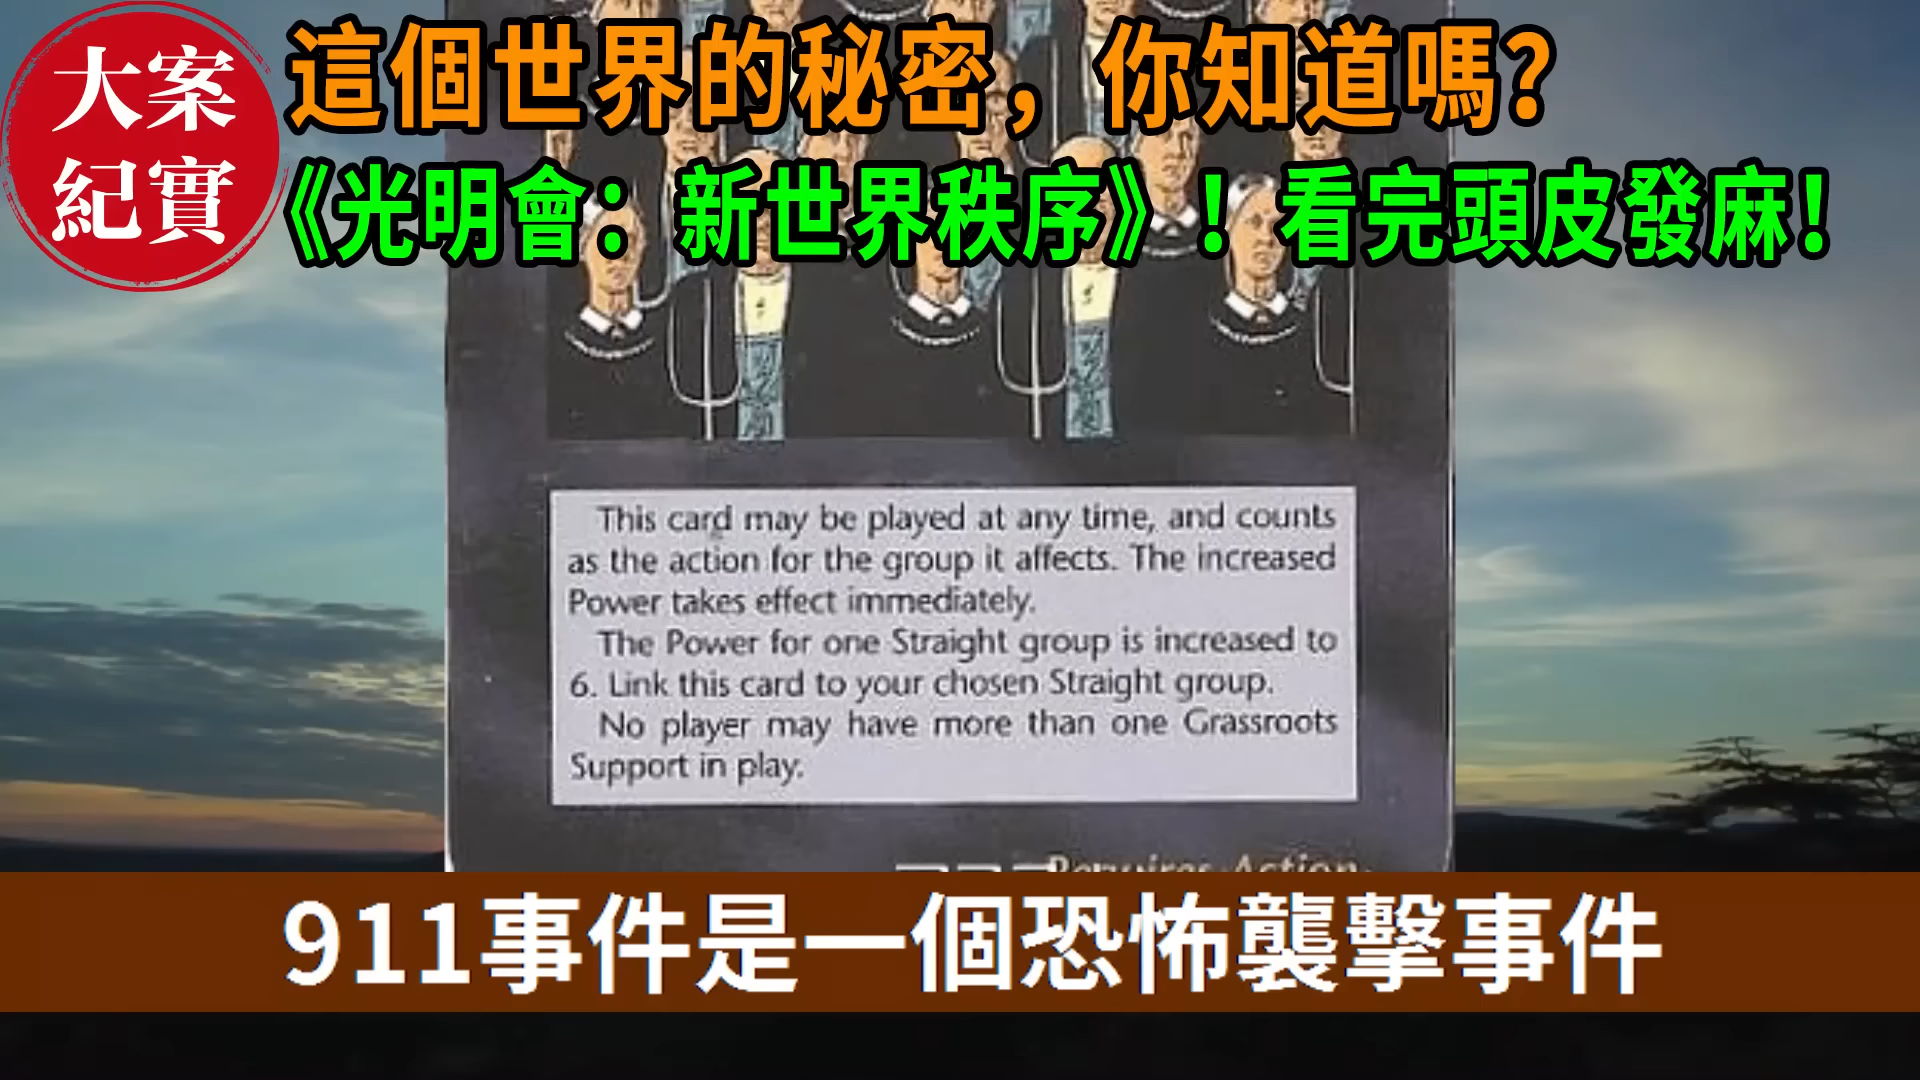 大案
紀實
這個世界的秘密，你知道嗎？
《光明會：新世界秩序》！看完頭皮發麻！
This card may be played at any time, and counts
as the action for the group it affects. The increased
Power takes effect immediately.
The Power for one Straight group is increased to
6. Link this card to your chosen Straight group.
No player may have more than one Grassroots
Support in play.
Requires Action
911事件是一個恐怖襲擊事件